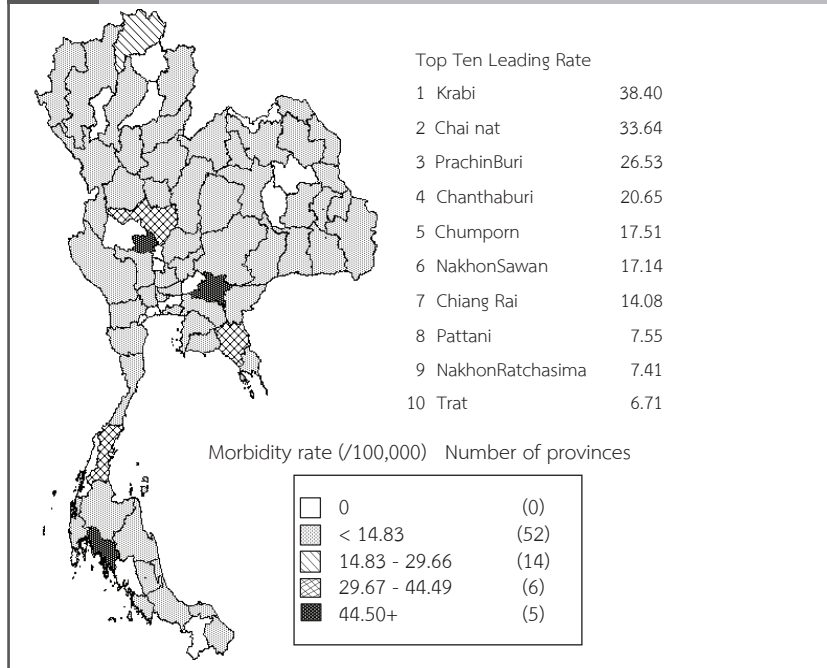 Top Ten Leading Rate
1 Krabi 38.40
2 Chai nat 33.64
3 PrachinBuri 26.53
4 Chanthaburi 20.65
5 Chumporn 17.51
6 NakhonSawan 17.14
7 Chiang Rai 14.08
8 Pattani 7.55
9 NakhonRatchasima 7.41
10 Trat 6.71
Morbidity rate (/100,000) Number of provinces
0 (0)
< 14.83 (52)
14.83 - 29.66 (14)
29.67 - 44.49 (6)
44.50+ (5)